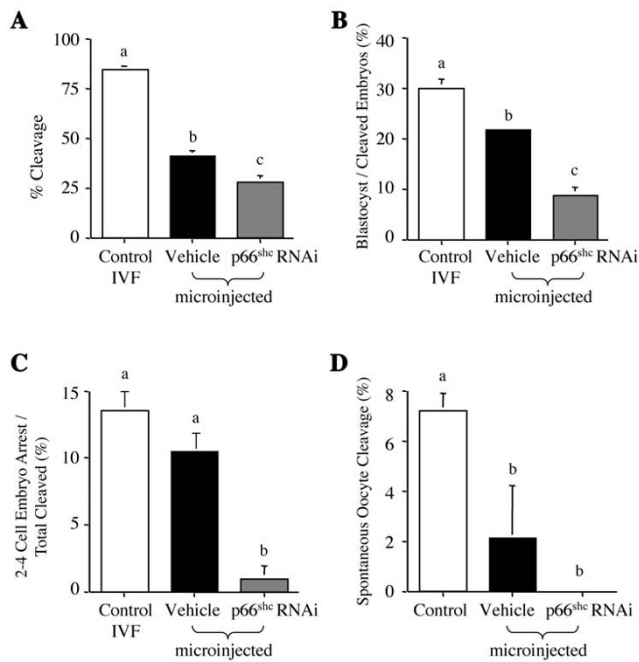 A
% Cleavage
100
75
50
25
0
a
b
c
Control
IVF
Vehicle
p66shc RNAi
microinjected
B
Blastocyst / Cleaved Embryos (%)
40
30
20
10
0
a
b
c
Control
IVF
Vehicle
p66shc RNAi
microinjected
C
2-4 Cell Embryo Arrest /
Total Cleaved (%)
15
10
5
0
a
a
b
Control
IVF
Vehicle
p66shc RNAi
microinjected
D
Spontaneous Oocyte Cleavage (%)
8
6
4
2
0
a
b
b
Control
Vehicle
p66shc RNAi
microinjected